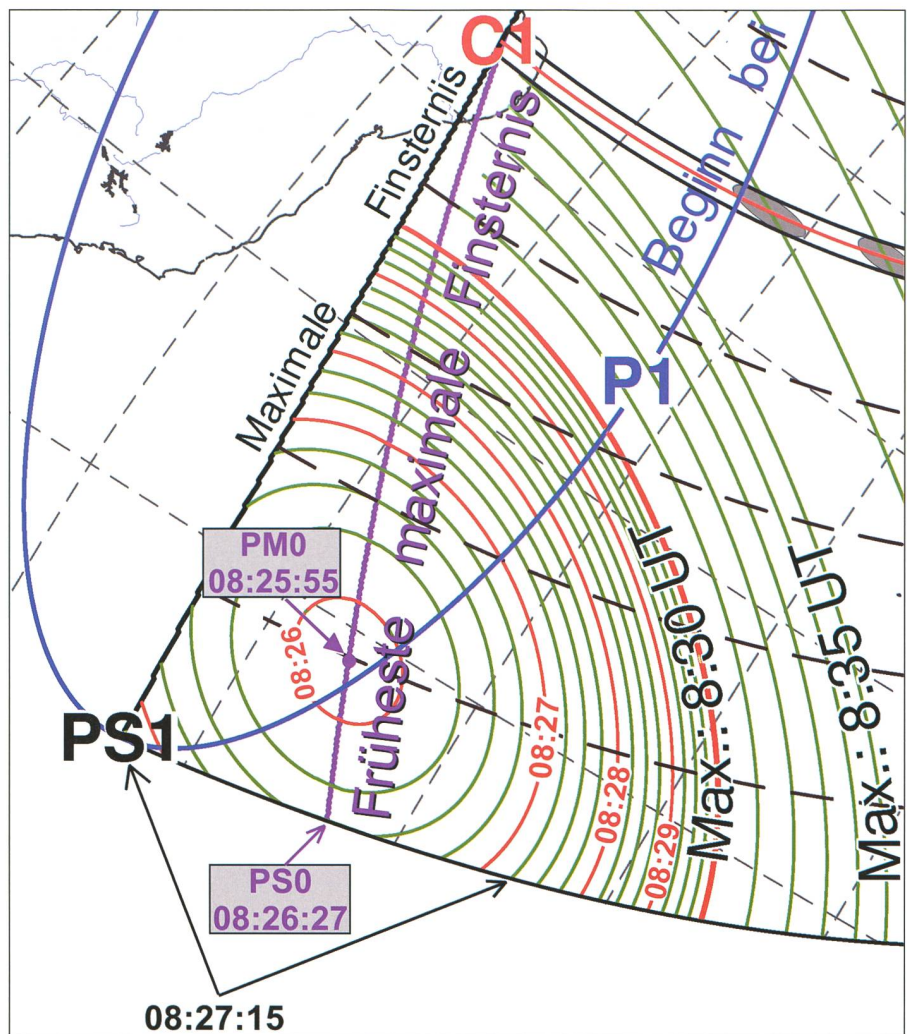 C1
Finsternis
Maximale
Früheste maximale Finsternis
Beginn bei
P1
PM0
08:25:55
08:26
PS1
PS0
08:26:27
08:27:15
08:27
08:28
08:29
Max.: 8:30 UT
Max.: 8:35 UT